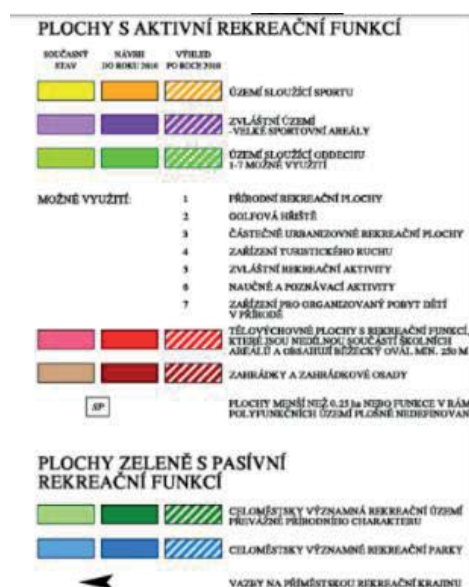 PLOCHY S AKTIVNÍ REKREAČNÍ FUNKCÍ
SOUČASNÝ STAV
NÁVRH DO ROKU 2010
VÝHLED PO ROCE 2010
ÚZEMÍ SLOUŽÍCÍ SPORTU
ZVLÁŠTNÍ ÚZEMÍ
-VELKÉ SPORTOVNÍ AREÁLY
ÚZEMÍ SLOUŽÍCÍ ODDECHU
1-7 MOŽNÉ VYUŽITÍ
MOŽNÉ VYUŽITÍ:
1 PŘÍRODNÍ REKREAČNÍ PLOCHY
2 GOLFOVÁ HŘIŠTĚ
3 ČÁSTEČNĚ URBANIZOVNÉ REKREAČNÍ PLOCHY
4 ZAŘÍZENÍ TURISTICKÉHO RUCHU
5 ZVLÁŠTNÍ REKREAČNÍ AKTIVITY
6 NAUČNÉ A POZNÁVACÍ AKTIVITY
7 ZAŘÍZENÍ PRO ORGANIZOVANÝ POBYT DĚTÍ
V PŘÍRODĚ
TĚLOVÝCHOVNÉ PLOCHY S REKREAČNÍ FUNKCÍ,
KTERÉ JSOU NEDÍLNOU SOUČÁSTÍ ŠKOLNÍCH
AREÁLŮ A OBSAHUJÍ BĚŽECKÝ OVÁL MIN. 250 M
ZAHRÁDKY A ZAHRÁDKOVÉ OSADY
SP
PLOCHY MENŠÍ NEŽ 0.25 ha NEBO FUNKCE V RÁM
POLYFUNKČNÍCH ÚZEMÍ PLOŠNĚ NEDEFINOVAN
PLOCHY ZELENĚ S PASÍVNÍ
REKREAČNÍ FUNKCÍ
CELOMĚSTSKY VÝZNAMNÁ REKREAČNÍ ÚZEMÍ
PŘEVÁŽNĚ PŘÍRODNÍHO CHARAKTERU
CELOMĚSTSKY VÝZNAMNÉ REKREAČNÍ PARKY
VAZBY NA PŘÍMĚSTSKOU REKREAČNÍ KRAJINU